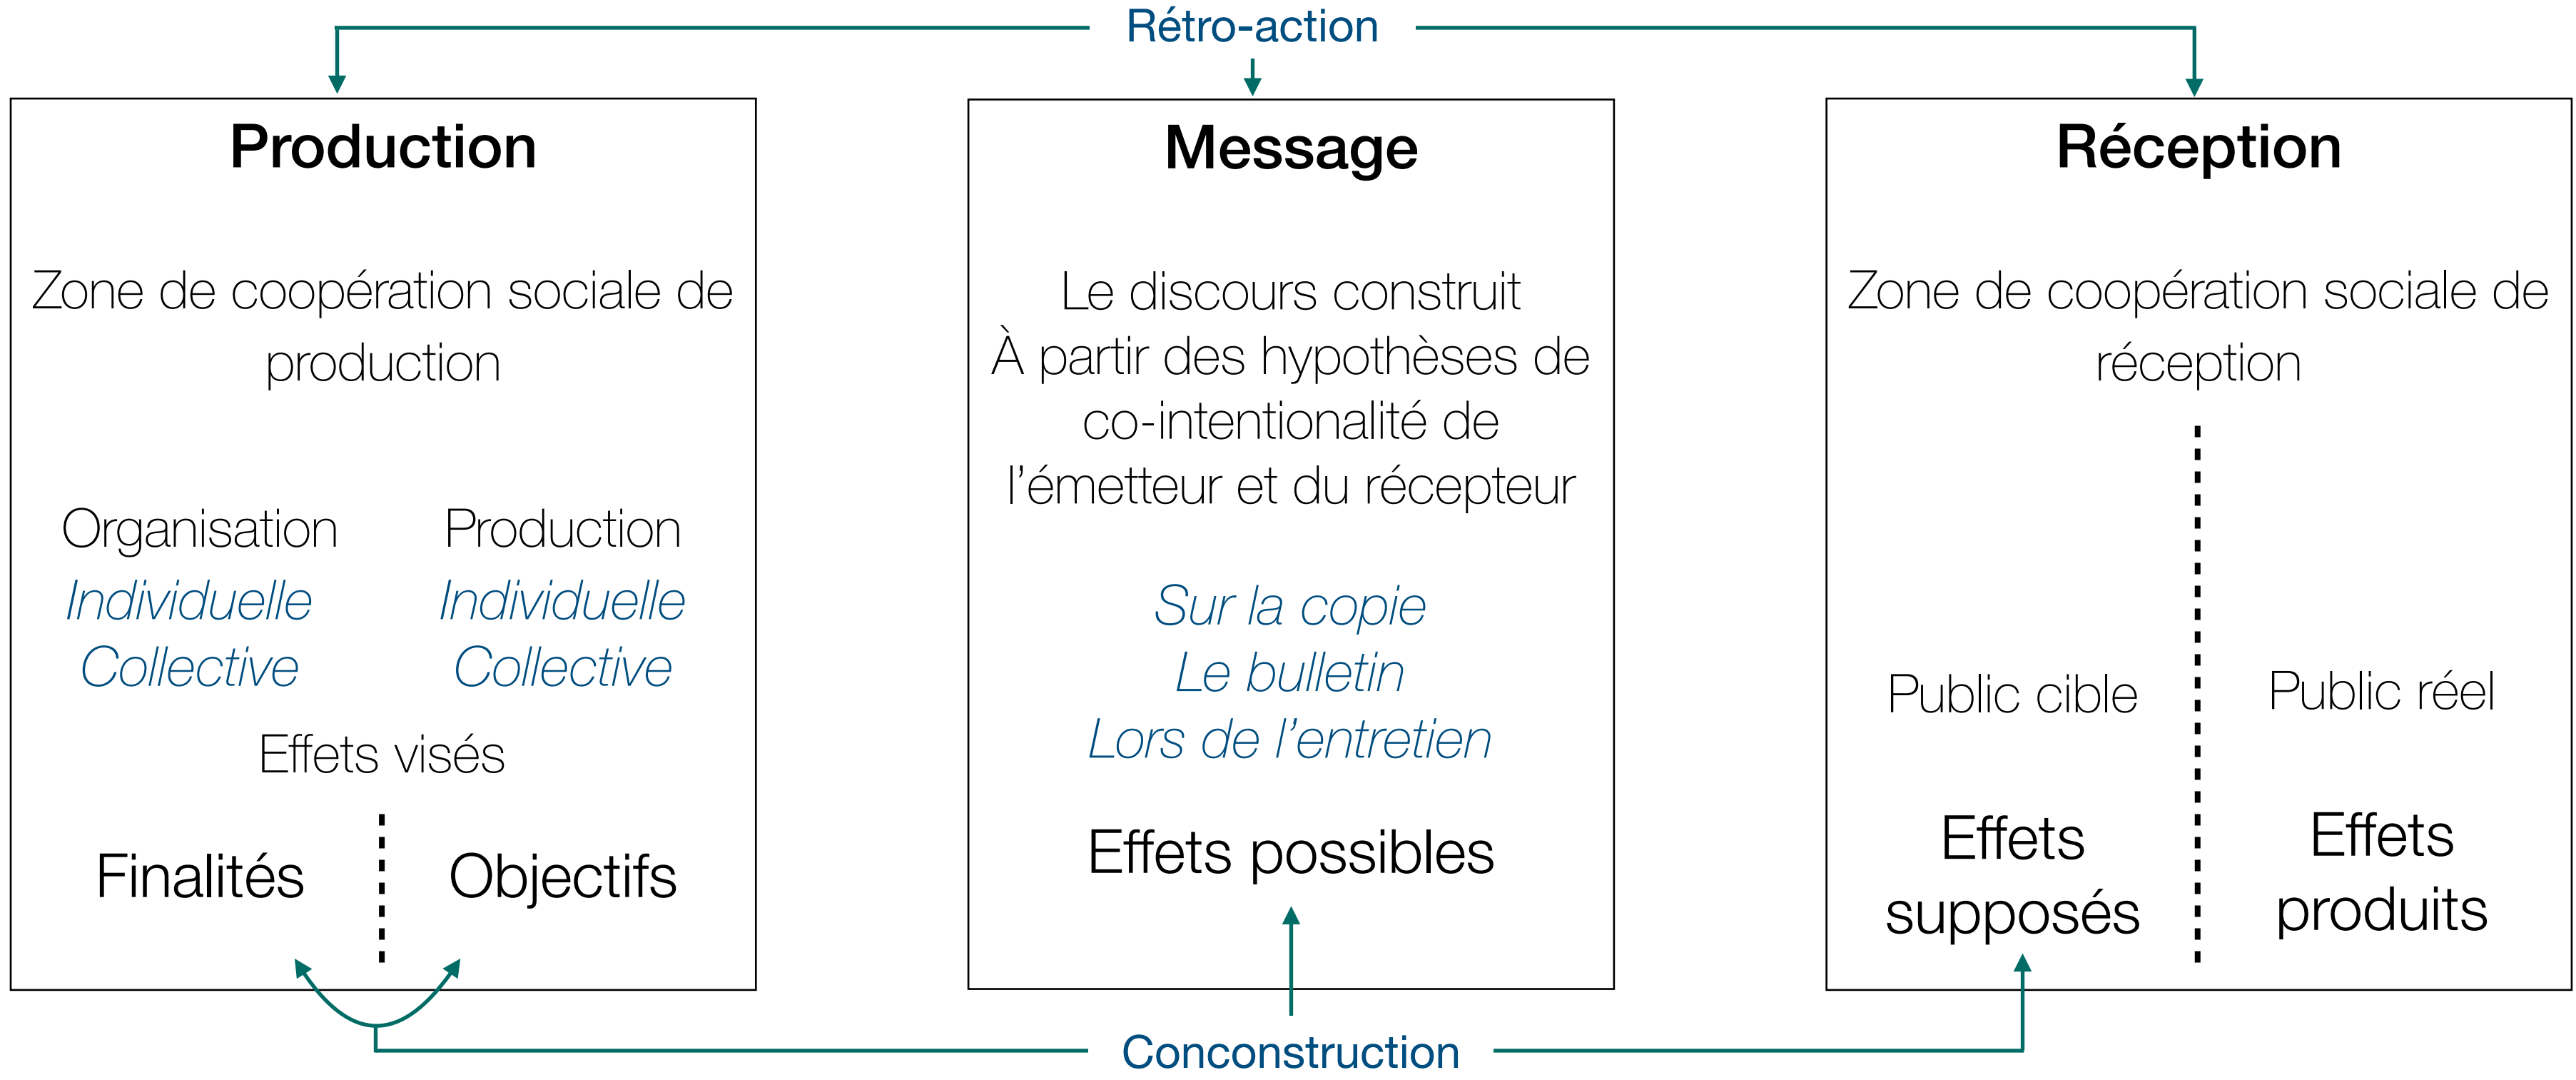 Rétro-action
Production
Zone de coopération sociale de
production
Organisation
Individuelle
Collective
Production
Individuelle
Collective
Effets visés
Finalités
Objectifs
Message
Le discours construit
À partir des hypothèses de
co-intentionalité de
l’émetteur et du récepteur
Sur la copie
Le bulletin
Lors de l’entretien
Effets possibles
Réception
Zone de coopération sociale de
réception
Public cible
Effets
supposés
Public réel
Effets
produits
Conconstruction